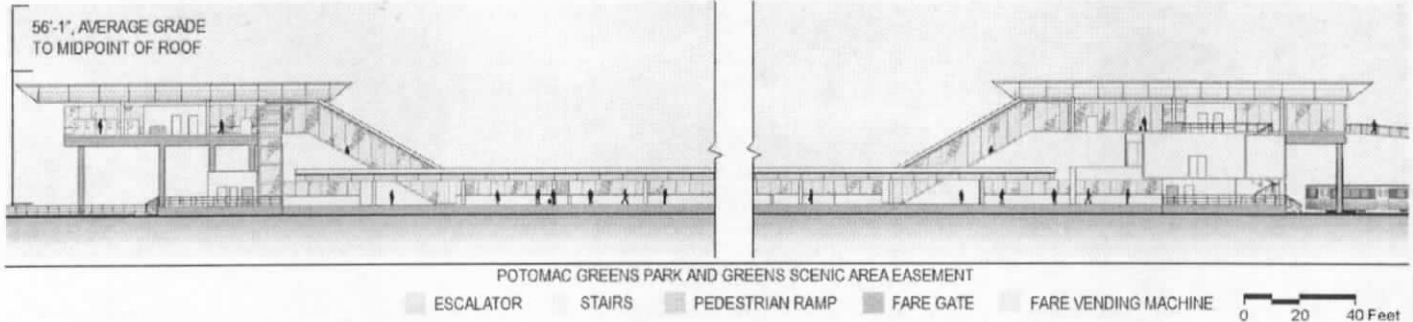 56'-1", AVERAGE GRADE
TO MIDPOINT OF ROOF
POTOMAC GREENS PARK AND GREENS SCENIC AREA EASEMENT
ESCALATOR STAIRS PEDESTRIAN RAMP FARE GATE FARE VENDING MACHINE
0 20 40 Feet